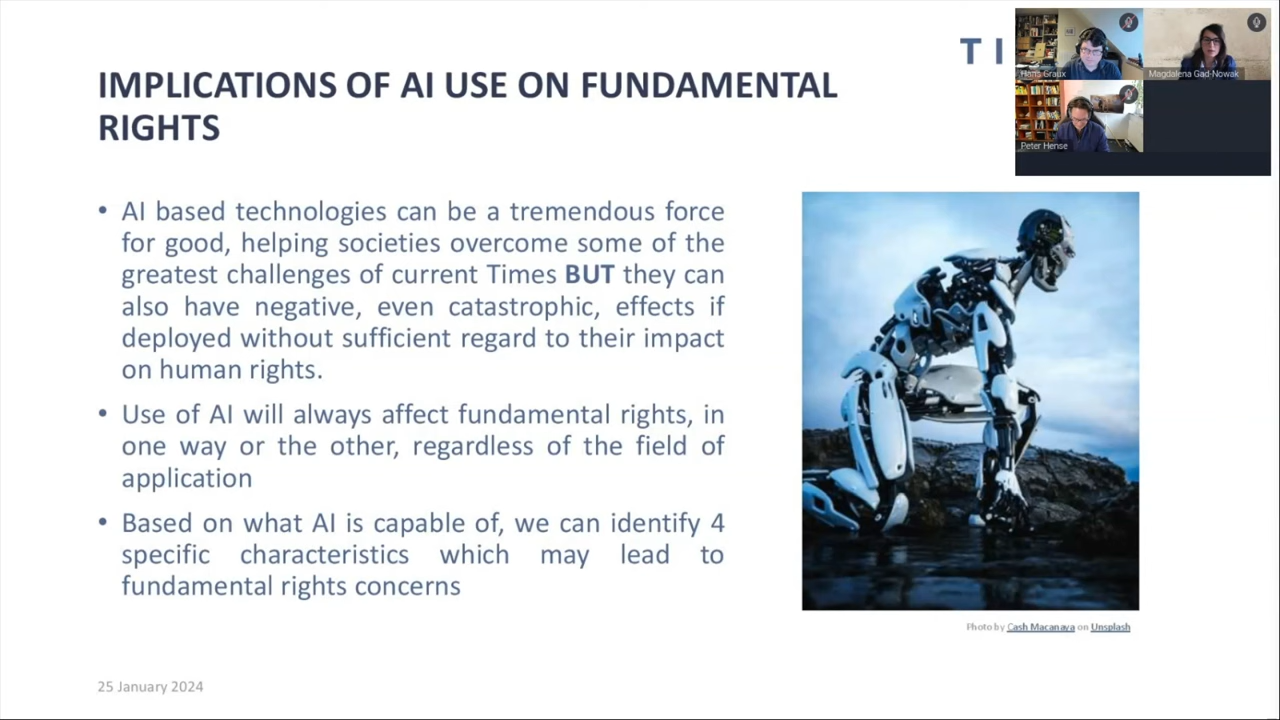 T I
IMPLICATIONS OF AI USE ON FUNDAMENTAL
RIGHTS
Hans Graux
Magdalena Gad-Nowak
Peter Hense
• AI based technologies can be a tremendous force
for good, helping societies overcome some of the
greatest challenges of current Times BUT they can
also have negative, even catastrophic, effects if
deployed without sufficient regard to their impact
on human rights.
• Use of AI will always affect fundamental rights, in
one way or the other, regardless of the field of
application
• Based on what AI is capable of, we can identify 4
specific characteristics which may lead to
fundamental rights concerns
Photo by Cash Macanaya on Unsplash
25 January 2024